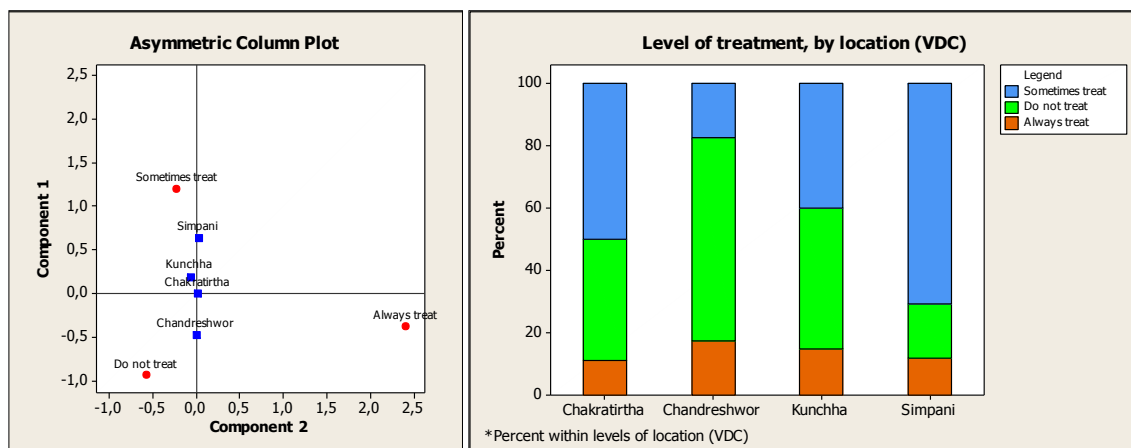 Asymmetric Column Plot
2,5
2,0
1,5
1,0
0,5
0,0
-0,5
-1,0
Component 1
Sometimes treat
Simpani
Kunchha
Chakratirtha
Chandreshwor
Always treat
Do not treat
-1,0 -0,5 0,0 0,5 1,0 1,5 2,0 2,5
Component 2
Level of treatment, by location (VDC)
100
80
60
40
20
0
Percent
Chakratirtha Chandreshwor Kunchha Simpani
*Percent within levels of location (VDC)
Legend
Sometimes treat
Do not treat
Always treat